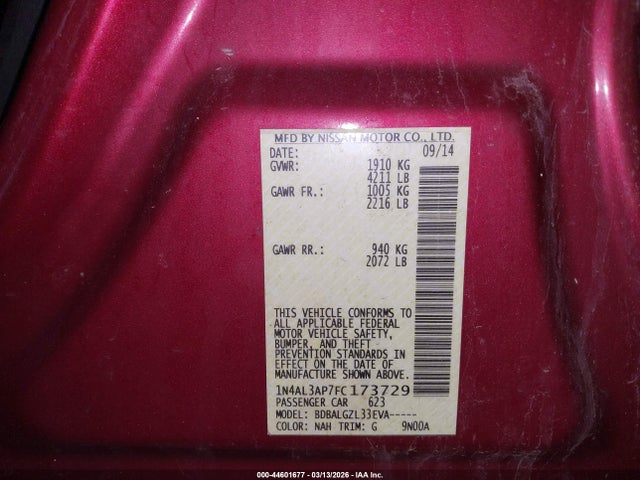 MFD BY NISSAN MOTOR CO., LTD.
DATE: 09/14
GVWR: 1910 KG
4211 LB
GAWR FR.: 1005 KG
2216 LB
GAWR RR.: 940 KG
2072 LB
THIS VEHICLE CONFORMS TO
ALL APPLICABLE FEDERAL
MOTOR VEHICLE SAFETY,
BUMPER, AND THEFT
PREVENTION STANDARDS IN
EFFECT ON THE DATE OF
MANUFACTURE SHOWN ABOVE.
1N4AL3AP7FC173729
PASSENGER CAR 623
MODEL: BDBALGZL33EVA-----
COLOR: NAH TRIM: G 9N00A
000-44601677 - 03/13/2026 - IAA Inc.